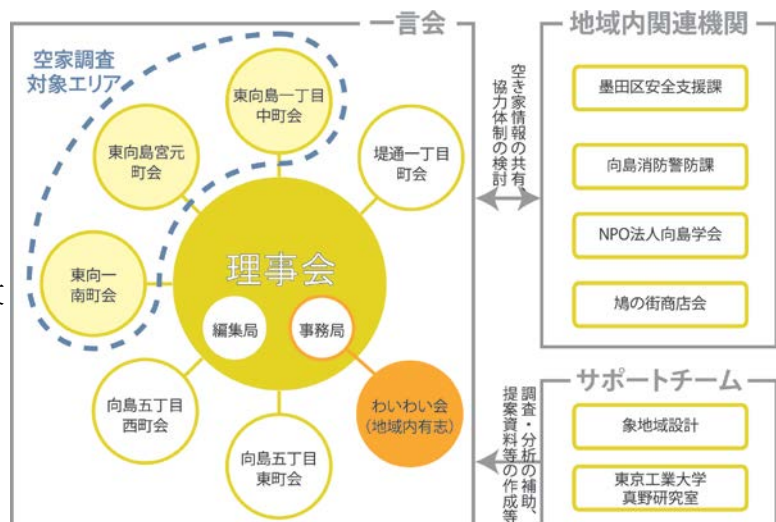 一言会
空家調査
対象エリア
東向島一丁目
中町会
東向島宮元
町会
堤通一丁目
町会
東向一
南町会
理事会
編集局
事務局
わいわい会
(地域内有志)
向島五丁目
西町会
向島五丁目
東町会
空き家情報の共有、
協力体制の検討
地域内関連機関
墨田区安全支援課
向島消防警防課
NPO法人向島学会
鳩の街商店会
調査・分析の補助、
提案資料等の作成等
サポートチーム
象地域設計
東京工業大学
真野研究室